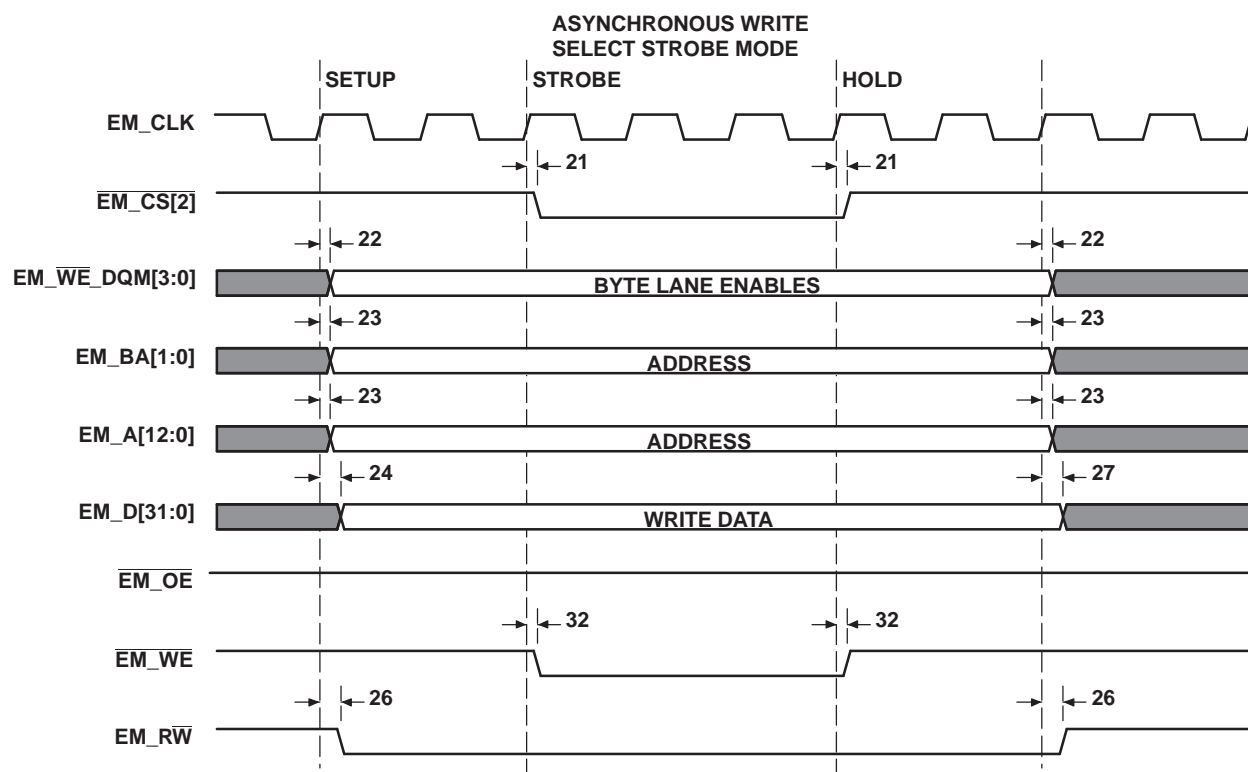 ASYNCHRONOUS WRITE
SELECT STROBE MODE
SETUP STROBE HOLD
EM_CLK
21 21
EM_CS[2]
22 22
EM_WE_DQM[3:0] BYTE LANE ENABLES
23 23
EM_BA[1:0] ADDRESS
23 23
EM_A[12:0] ADDRESS
24 27
EM_D[31:0] WRITE DATA
EM_OE
32 32
EM_WE
26 26
EM_RW